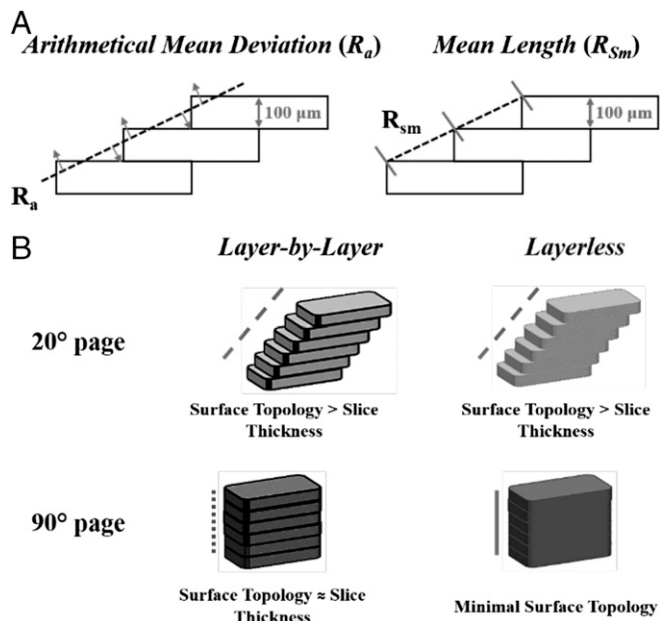 A
Arithmetical Mean Deviation (Ra)
Mean Length (RSm)
100 µm
Ra
Rsm
100 µm
B
Layer-by-Layer
Layerless
20° page
Surface Topology > Slice
Thickness
Surface Topology > Slice
Thickness
90° page
Surface Topology ≈ Slice
Thickness
Minimal Surface Topology